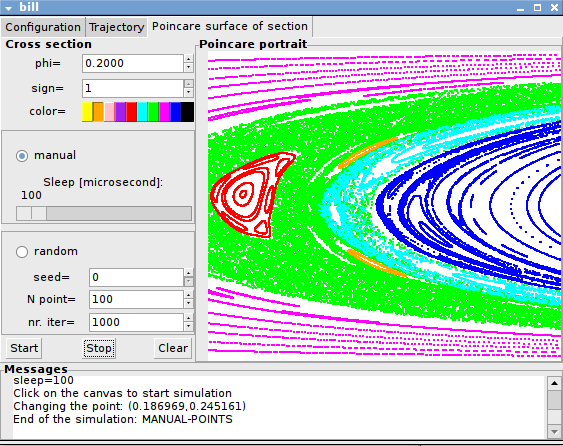 bill
Configuration Trajectory Poincare surface of section
Cross section
phi= 0.2000
sign= 1
color=
manual
Sleep [microsecond]:
100
random
seed= 0
N point= 100
nr. iter= 1000
Start Stop Clear
Poincare portrait
Messages
sleep=100
Click on the canvas to start simulation
Changing the point: (0.186969,0.245161)
End of the simulation: MANUAL-POINTS